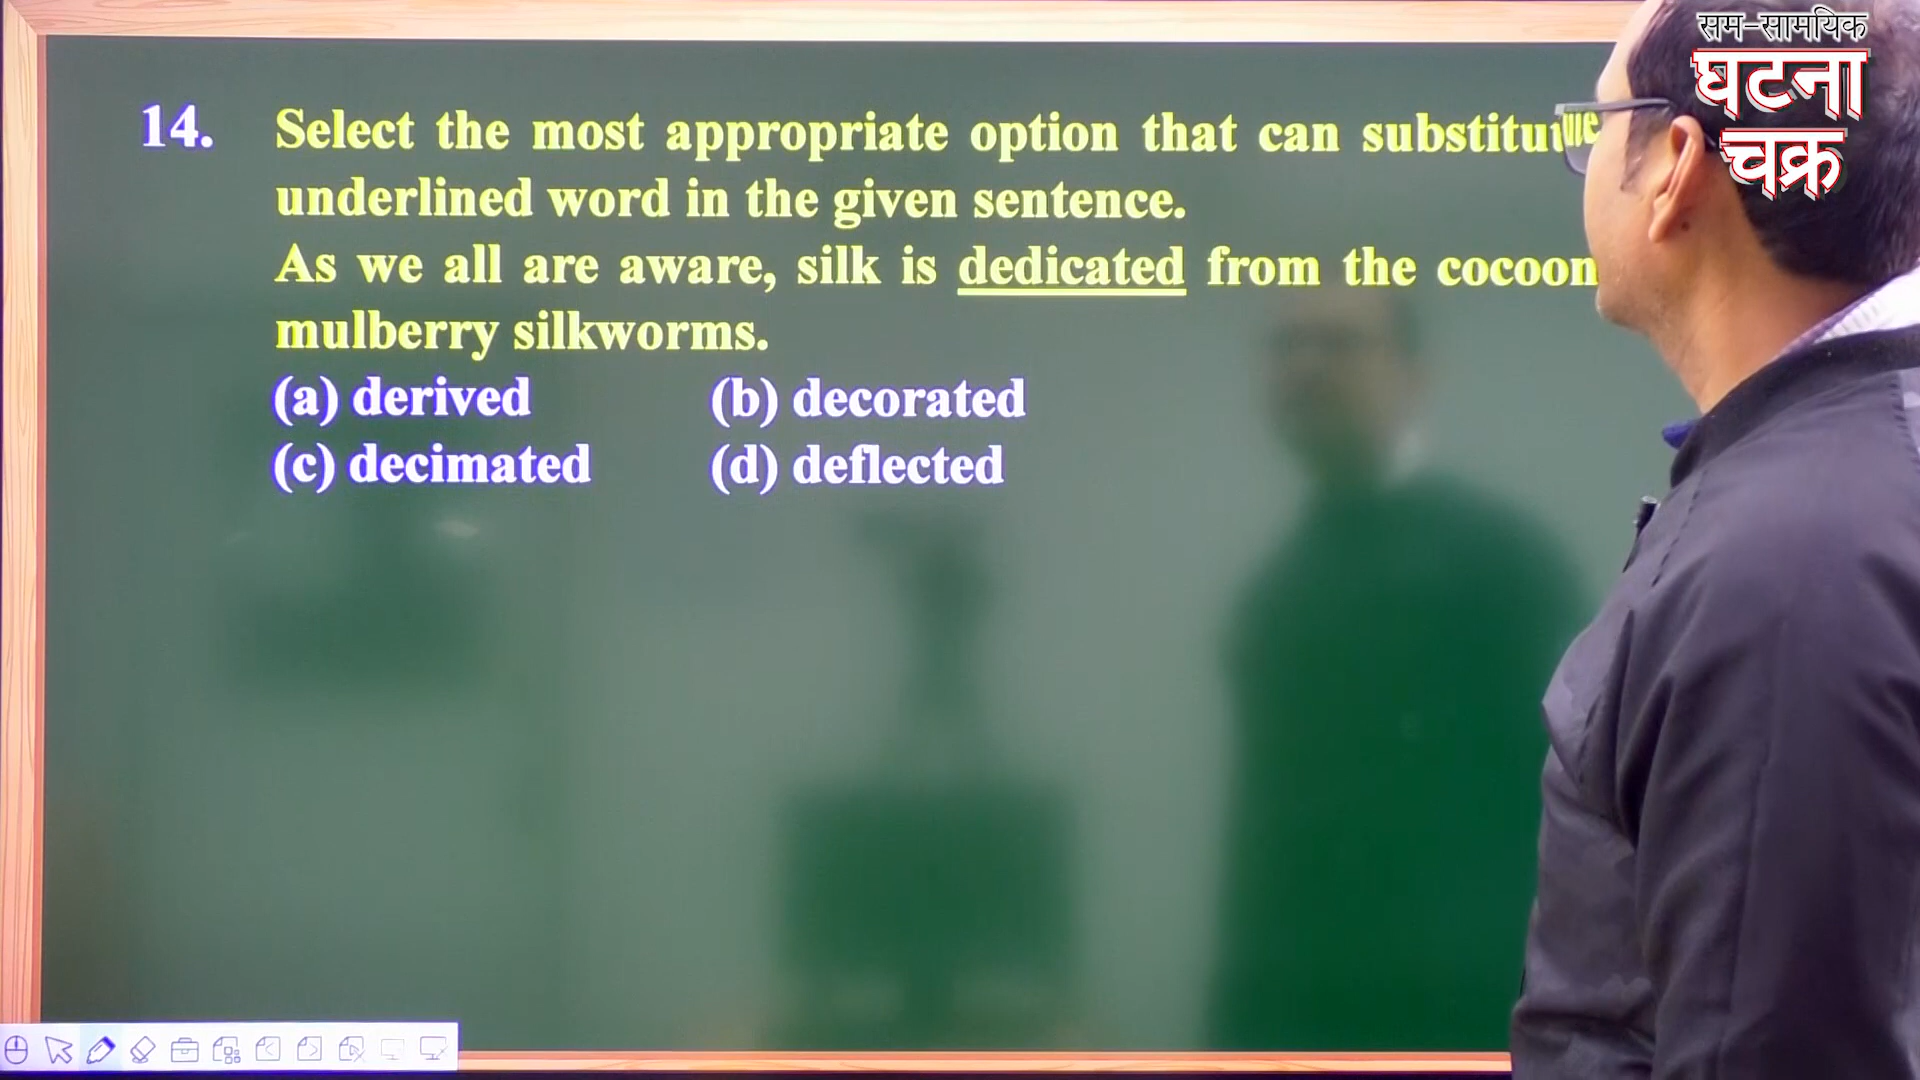 सम-सामयिक
घटना
चक्र
14. Select the most appropriate option that can substitute
underlined word in the given sentence.
As we all are aware, silk is dedicated from the cocoon
mulberry silkworms.
(a) derived (b) decorated
(c) decimated (d) deflected